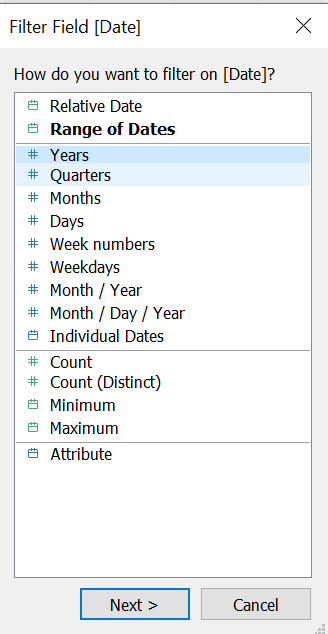 Filter Field [Date]
How do you want to filter on [Date]?
Relative Date
Range of Dates
Years
Quarters
Months
Days
Week numbers
Weekdays
Month / Year
Month / Day / Year
Individual Dates
Count
Count (Distinct)
Minimum
Maximum
Attribute
Next >
Cancel